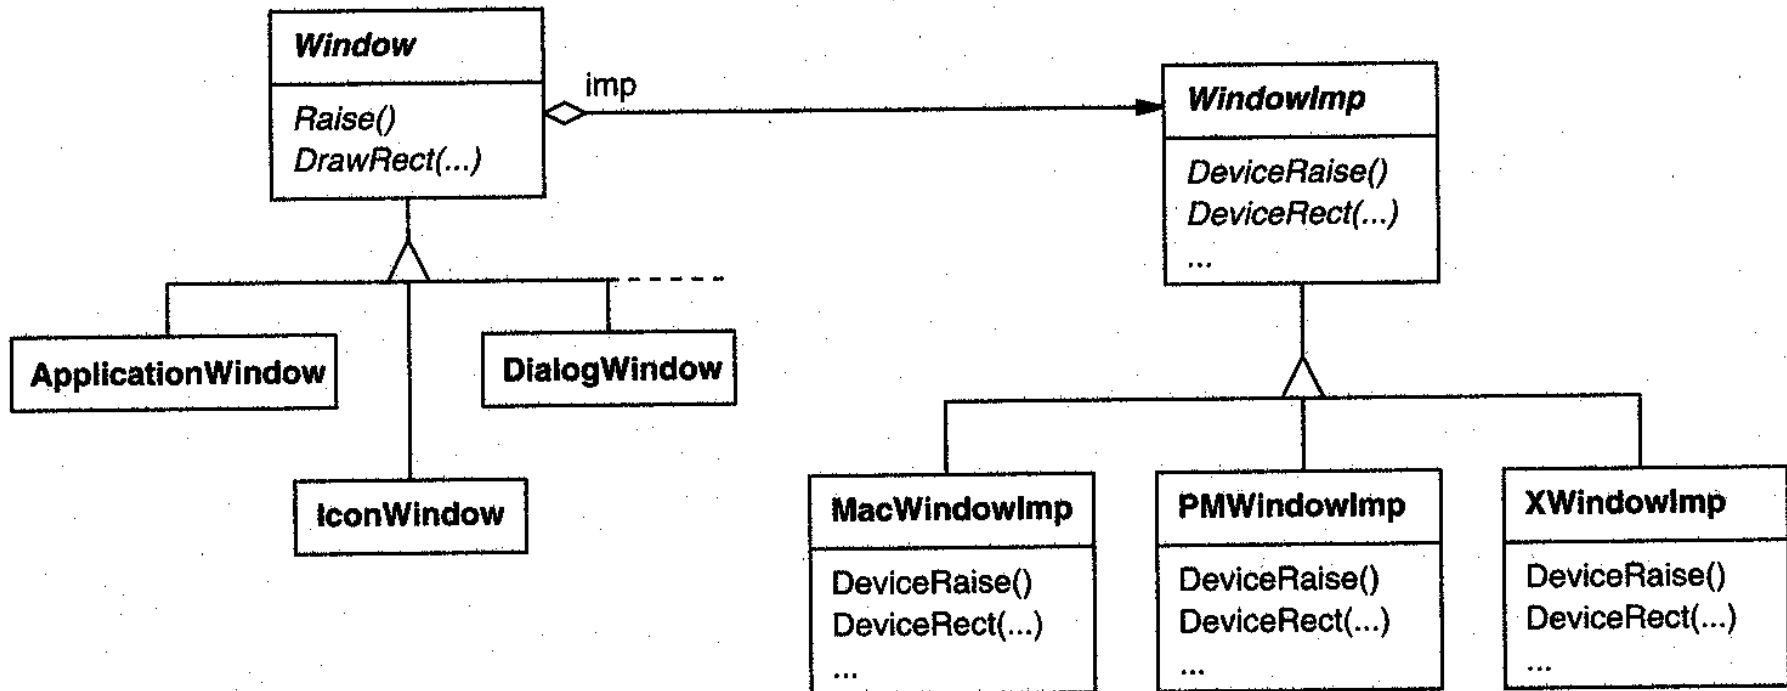 Window
Raise()
DrawRect(...)
imp
WindowImp
DeviceRaise()
DeviceRect(...)
...
ApplicationWindow
DialogWindow
IconWindow
MacWindowImp
DeviceRaise()
DeviceRect(...)
...
PMWindowImp
DeviceRaise()
DeviceRect(...)
...
XWindowImp
DeviceRaise()
DeviceRect(...)
...